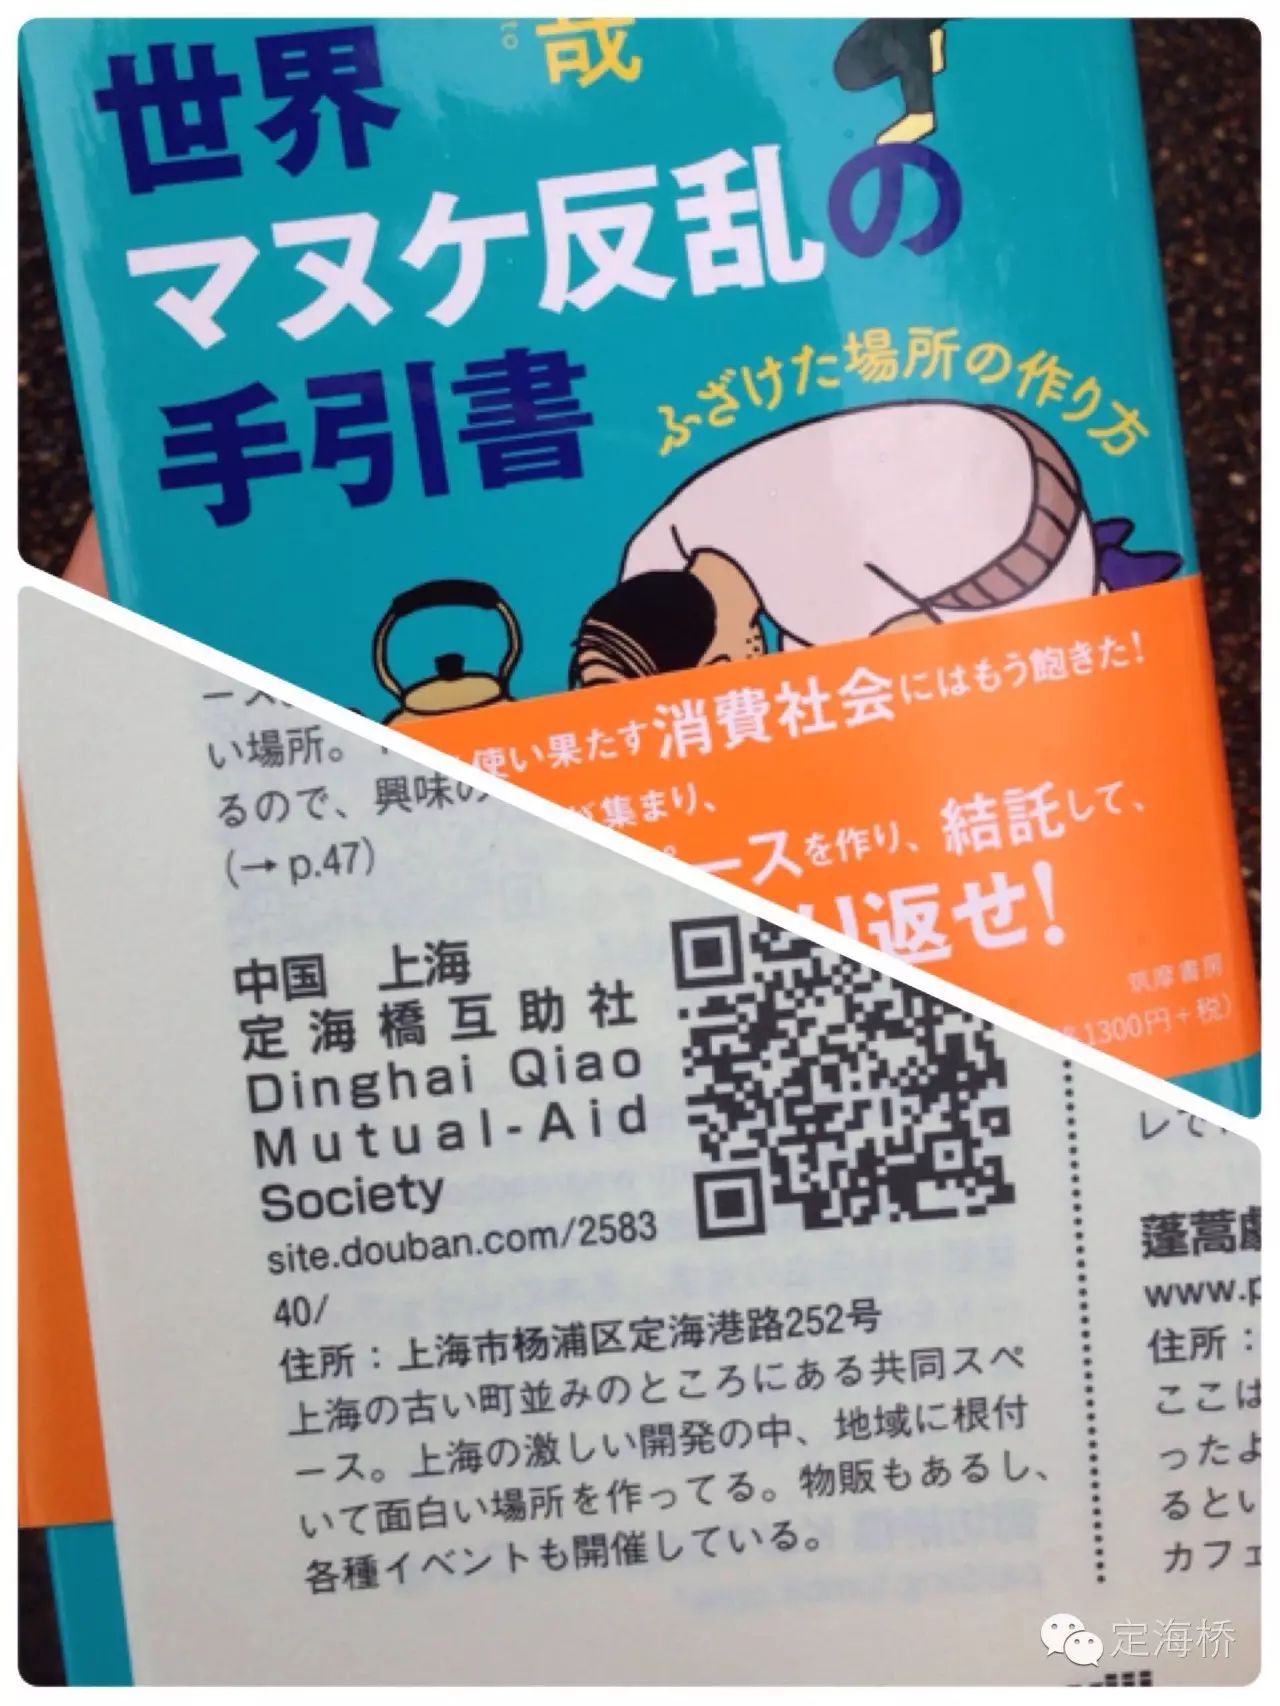 哉
to
世界
マヌケ反乱の
手引書
ふざけた場所の作り方
使い果たす消費社会にはもう飽きた！
が集まり、
ースを作り、結託して、
り返せ！
筑摩書房
1300円+税）
い場所。
るので、興味の
（→ p.47）
中国　上海
定海橋互助社
Dinghai Qiao
Mutual-Aid
Society
site.douban.com/2583
40/
住所：上海市杨浦区定海港路252号
上海の古い町並みのところにある共同スペ
ース。上海の激しい開発の中、地域に根付
いて面白い場所を作ってる。物販もあるし、
各種イベントも開催している。
レで
蓬蒿劇
www.p
住所：
ここは
ったよ
るとい
カフェ
定海桥